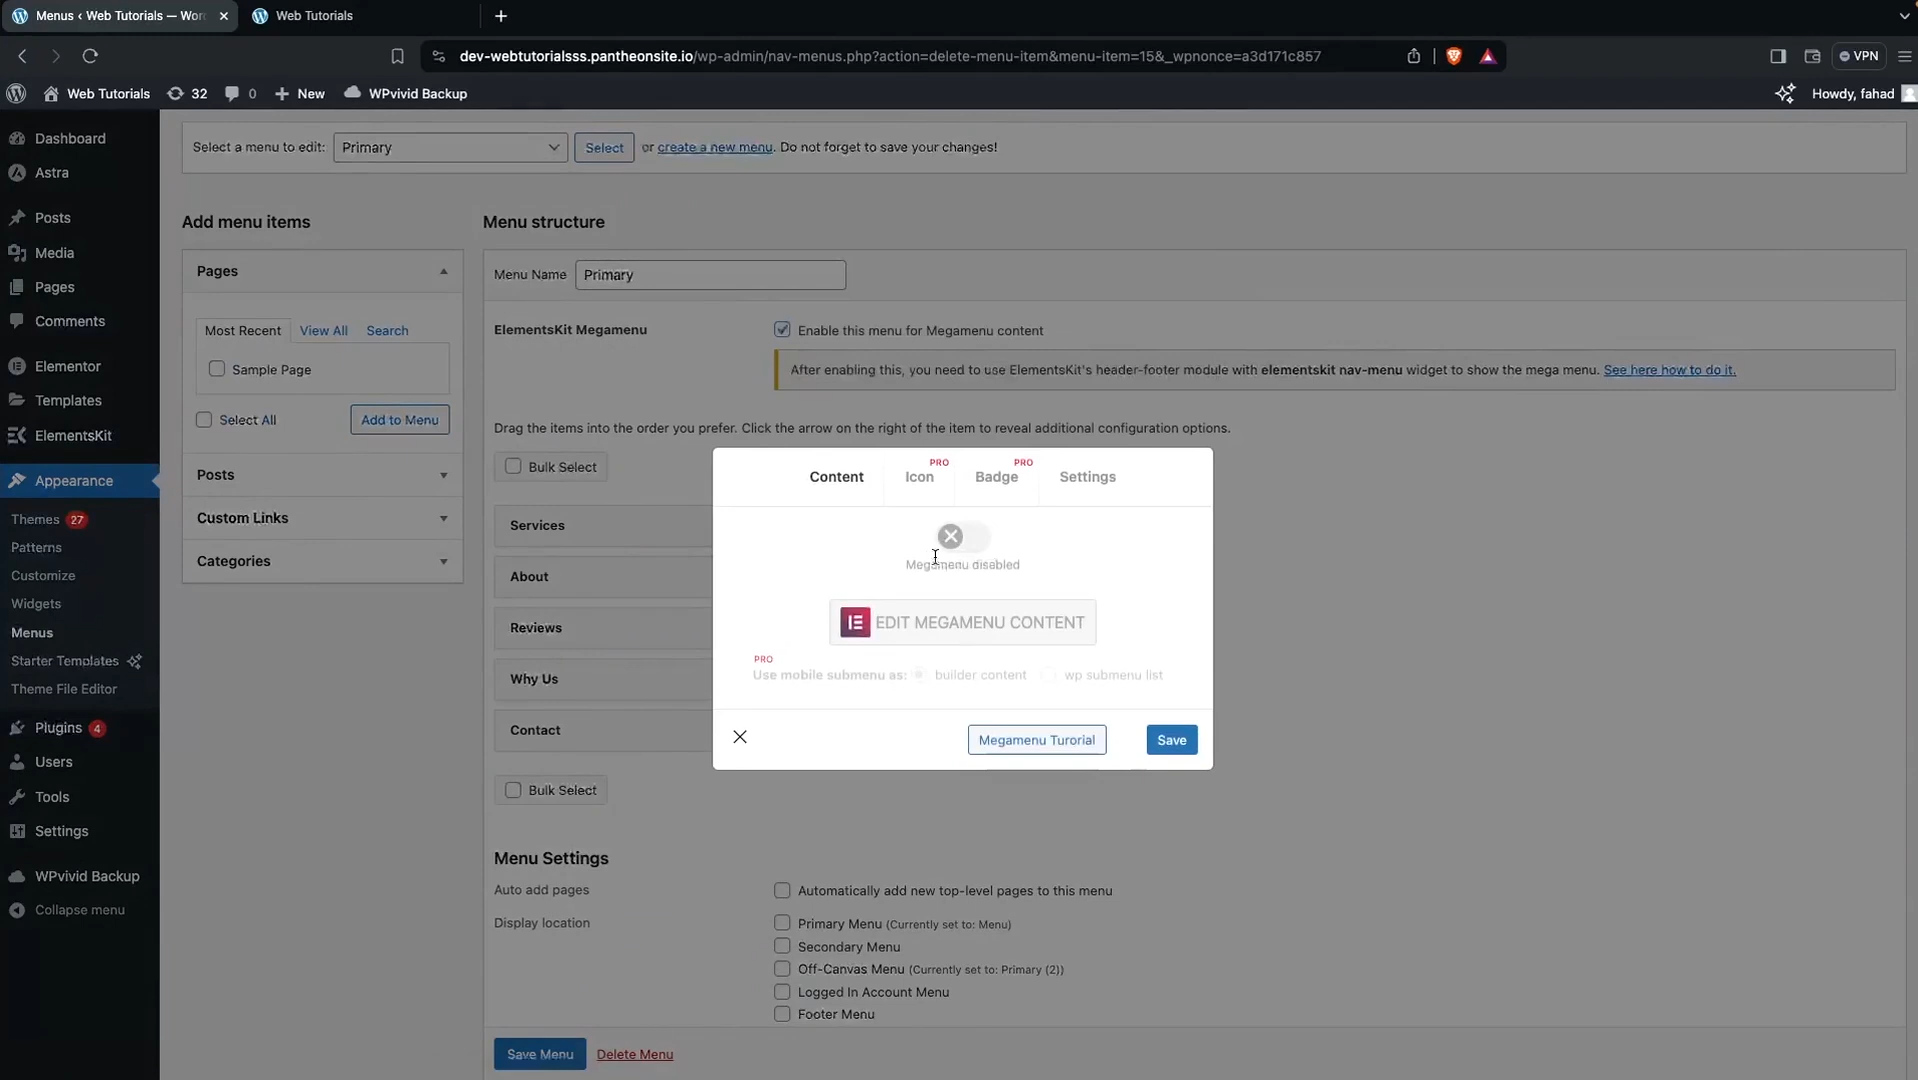 Menus ‹ Web Tutorials — Wor
Web Tutorials
dev-webtutorialsss.pantheonsite.io/wp-admin/nav-menus.php?action=delete-menu-item&menu-item=15&_wpnonce=a3d171c857
VPN
Web Tutorials
32
0
New
WPvivid Backup
Howdy, fahad
Dashboard
Astra
Posts
Media
Pages
Comments
Elementor
Templates
ElementsKit
Appearance
Themes 27
Patterns
Customize
Widgets
Menus
Starter Templates
Theme File Editor
Plugins 4
Users
Tools
Settings
WPvivid Backup
Collapse menu
Select a menu to edit: Primary Select or create a new menu. Do not forget to save your changes!
Add menu items
Pages
Most Recent View All Search
Sample Page
Select All Add to Menu
Posts
Custom Links
Categories
Menu structure
Menu Name Primary
ElementsKit Megamenu
Enable this menu for Megamenu content
After enabling this, you need to use ElementsKit's header-footer module with elementskit nav-menu widget to show the mega menu. See here how to do it.
Drag the items into the order you prefer. Click the arrow on the right of the item to reveal additional configuration options.
Bulk Select
Services
About
Reviews
Why Us
Contact
Bulk Select
PRO PRO
Content Icon Badge Settings
Megamenu disabled
EDIT MEGAMENU CONTENT
PRO
Use mobile submenu as: builder content wp submenu list
Megamenu Turorial Save
Menu Settings
Auto add pages
Automatically add new top-level pages to this menu
Display location
Primary Menu (Currently set to: Menu)
Secondary Menu
Off-Canvas Menu (Currently set to: Primary (2))
Logged In Account Menu
Footer Menu
Save Menu Delete Menu